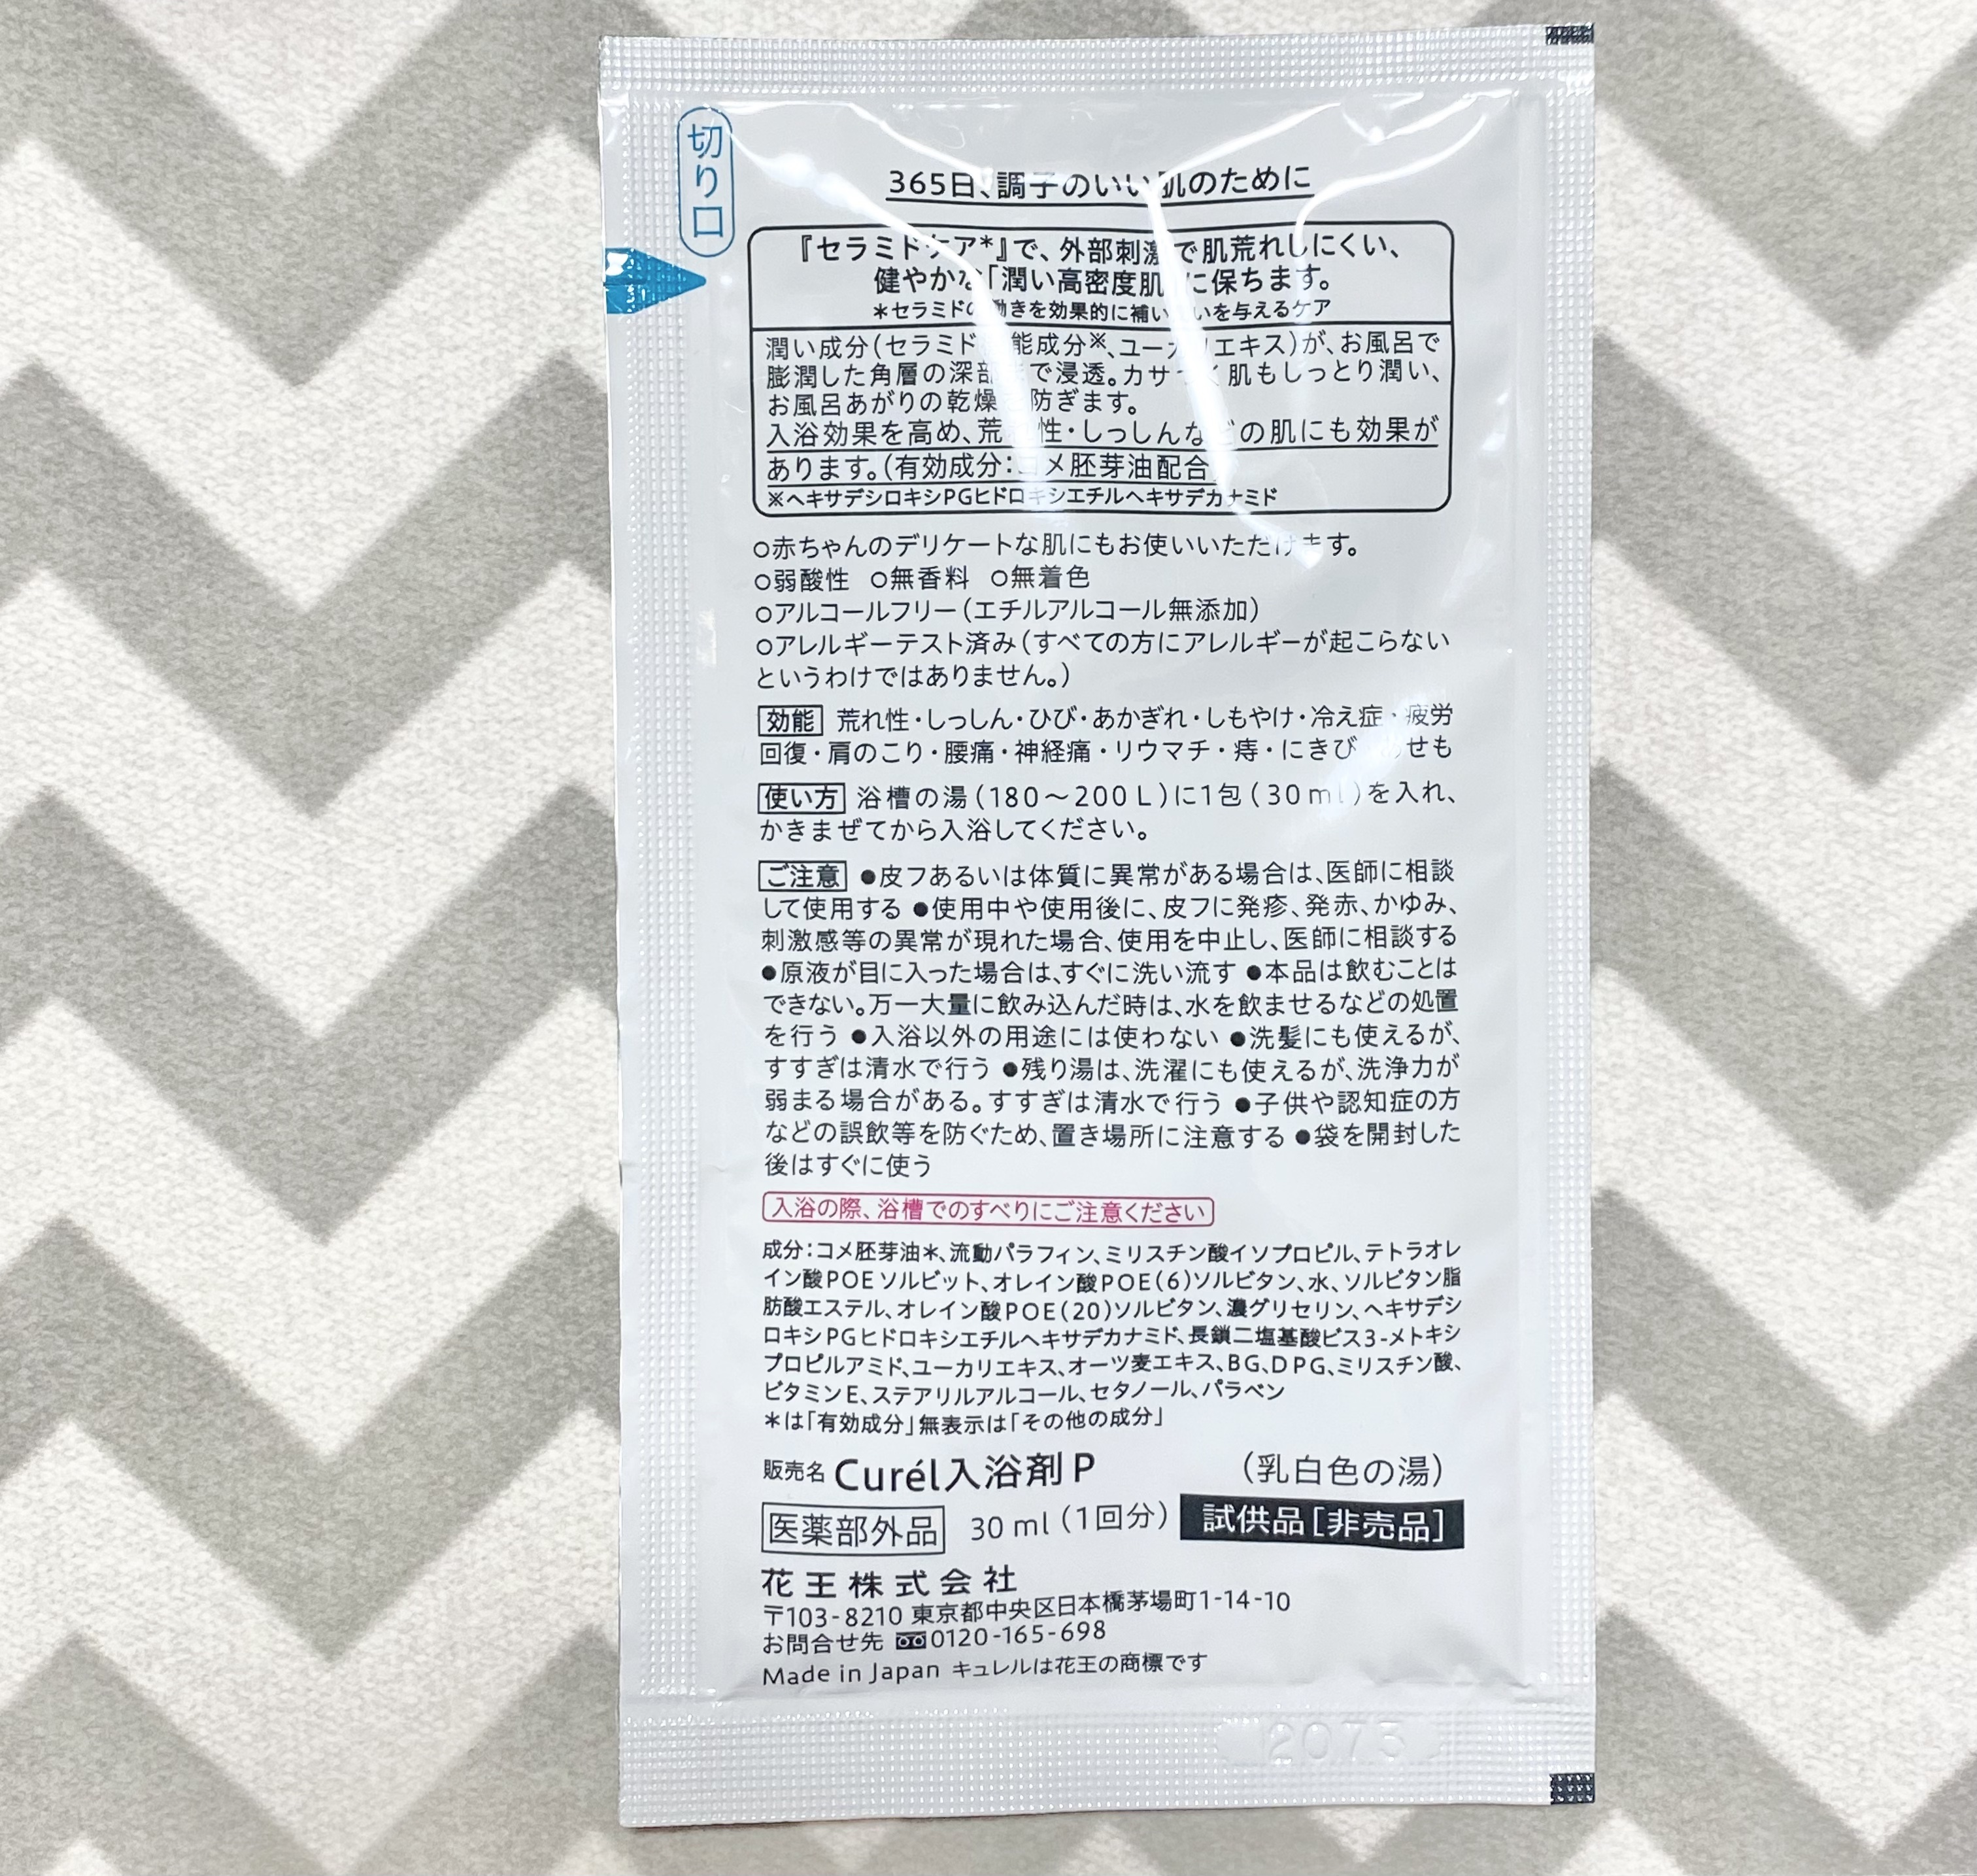 切り口
365日、調子のいい肌のために
『セラミドケア*』で、外部刺激で肌荒れしにくい、
健やかな「潤い高密度肌」に保ちます。
*セラミドの働きを効果的に補い いを与えるケア
潤い成分(セラミド 能成分※、ユーカリエキス)が、お風呂で
膨潤した角層の深部まで浸透。カサつく肌もしっとり潤い、
お風呂あがりの乾燥を防ぎます。
入浴効果を高め、荒れ性・しっしんなどの肌にも効果が
あります。(有効成分:コメ胚芽油配合)
※ヘキサデシロキシPGヒドロキシエチルヘキサデカナミド
○赤ちゃんのデリケートな肌にもお使いいただけます。
○弱酸性 ○無香料 ○無着色
○アルコールフリー(エチルアルコール無添加)
○アレルギーテスト済み(すべての方にアレルギーが起こらない
というわけではありません。)
効能 荒れ性・しっしん・ひび・あかぎれ・しもやけ・冷え症・疲労
回復・肩のこり・腰痛・神経痛・リウマチ・痔・にきび・あせも
使い方 浴槽の湯(180〜200L)に1包(30ml)を入れ、
かきまぜてから入浴してください。
ご注意 ●皮フあるいは体質に異常がある場合は、医師に相談
して使用する ●使用中や使用後に、皮フに発疹、発赤、かゆみ、
刺激感等の異常が現れた場合、使用を中止し、医師に相談する
●原液が目に入った場合は、すぐに洗い流す ●本品は飲むことは
できない。万一大量に飲み込んだ時は、水を飲ませるなどの処置
を行う ●入浴以外の用途には使わない ●洗髪にも使えるが、
すすぎは清水で行う ●残り湯は、洗濯にも使えるが、洗浄力が
弱まる場合がある。すすぎは清水で行う ●子供や認知症の方
などの誤飲等を防ぐため、置き場所に注意する ●袋を開封した
後はすぐに使う
入浴の際、浴槽でのすべりにご注意ください
成分:コメ胚芽油*、流動パラフィン、ミリスチン酸イソプロピル、テトラオレ
イン酸POEソルビット、オレイン酸POE(6)ソルビタン、水、ソルビタン脂
肪酸エステル、オレイン酸POE(20)ソルビタン、濃グリセリン、ヘキサデシ
ロキシPGヒドロキシエチルヘキサデカナミド、長鎖二塩基酸ビス3-メトキシ
プロピルアミド、ユーカリエキス、オーツ麦エキス、BG、DPG、ミリスチン酸、
ビタミンE、ステアリルアルコール、セタノール、パラベン
*は「有効成分」無表示は「その他の成分」
販売名 Curél入浴剤P (乳白色の湯)
医薬部外品 30ml(1回分) 試供品[非売品]
花王株式会社
〒103-8210 東京都中央区日本橋茅場町1-14-10
お問合せ先 0120-165-698
Made in Japan キュレルは花王の商標です
2073